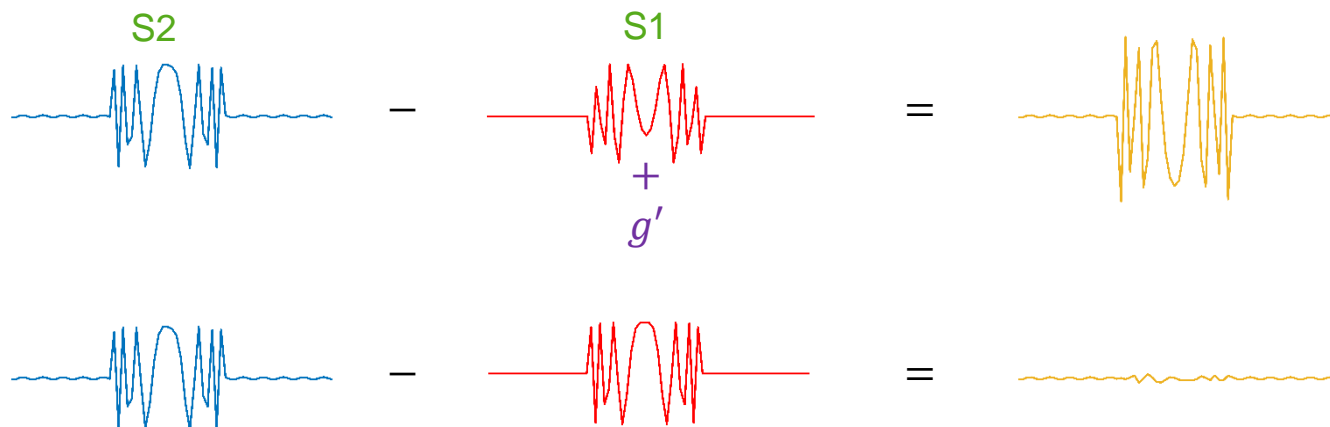 S2
S1
− =
+
g′
− =